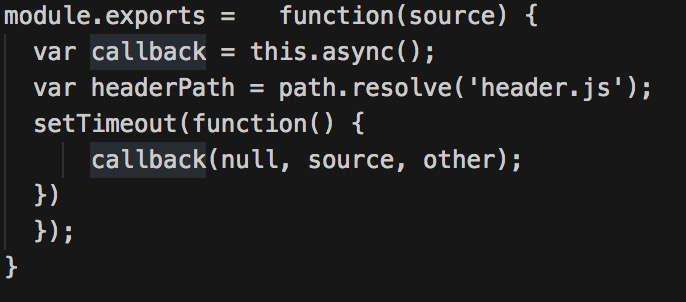 module.exports =   function(source) {
  var callback = this.async();
  var headerPath = path.resolve('header.js');
  setTimeout(function() {
      callback(null, source, other);
  })
  });
}